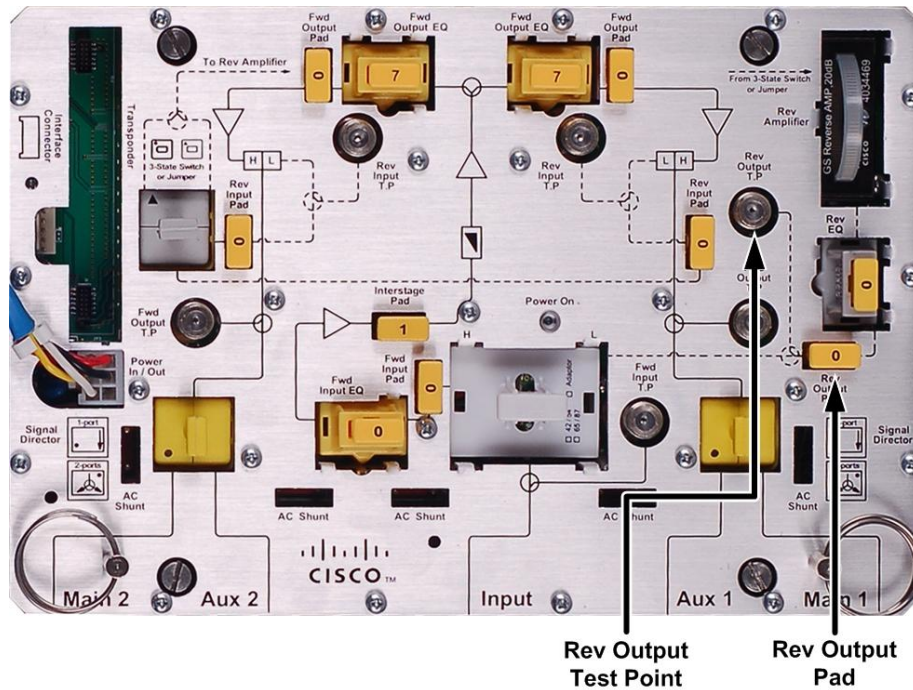 Fwd
Output
Pad
0
Fwd
Output EQ
7
Fwd
Output EQ
7
Fwd
Output
Pad
0
To Rev Amplifier
From 3-State Switch
or Jumper
Rev
Amplifier
GS Reverse AMP, 20dB
CISCO
4034469
Interface
Connector
Transponder
3-State Switch
or Jumper
H L
Rev
Input
T.P
Rev
Input
T.P
L H
Rev
Output
T.P
Rev
Input
Pad
0
Rev
Input
Pad
0
Rev
EQ
0
Output
Fwd
Output
T.P
Interstage
Pad
1
Power On
H
L
Power
In / Out
Fwd
Input
Pad
0
Fwd
Input EQ
0
Adaptor
42 / 54
65 / 87
Fwd
Input
T.P
0
Rev
Output
Signal
Director
1-port
2-ports
AC
Shunt
AC Shunt
AC Shunt
AC Shunt
AC
Shunt
Signal
Director
CISCO TM
Main 2
Aux 2
Input
Aux 1
Main 1
Rev Output
Test Point
Rev Output
Pad